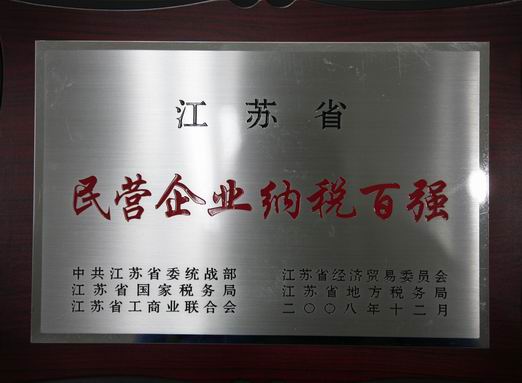 江苏省
民营企业纳税百强
中共江苏省委统战部
江苏省国家税务局
江苏省工商业联合会
江苏省经济贸易委员会
江苏省地方税务局
二〇〇八年十二月